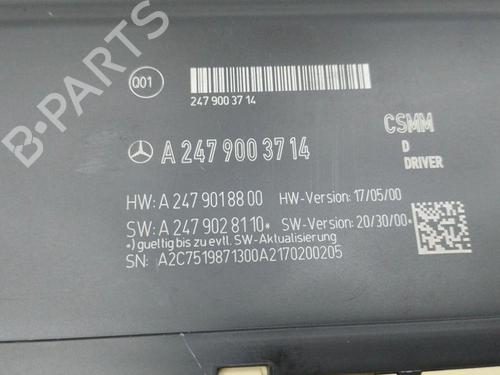 Q01
247 900 37 14
A 247 900 37 14
CSMM
D
DRIVER
HW: A 247 901 88 00 HW-Version: 17/05/00
SW: A 247 902 81 10* SW-Version: 20/30/00*
*) gueltig bis zu evtl. SW-Aktualisierung
SN: A2C7519871300A2170200205
B-PARTS